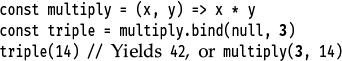 const multiply = (x, y) => x * y
const triple = multiply.bind(null, 3)
triple(14) // Yields 42, or multiply(3, 14)